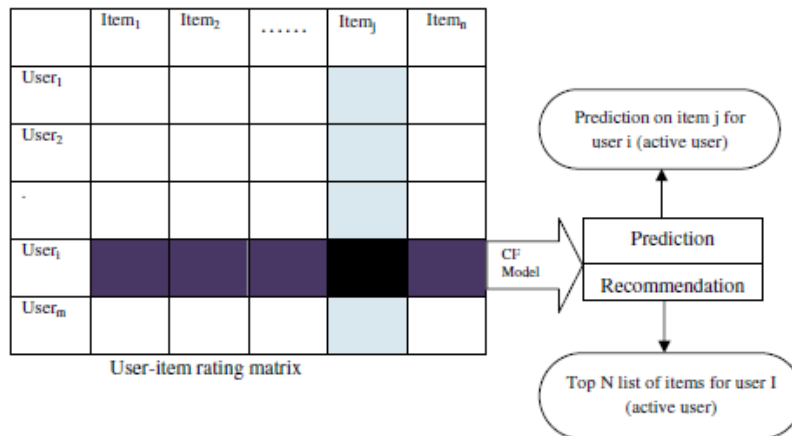 Item₁ Item₂ ...... Itemⱼ Itemₙ
User₁
User₂
.
Userᵢ
Userₘ
User-item rating matrix
CF
Model
Prediction on item j for
user i (active user)
Prediction
Recommendation
Top N list of items for user I
(active user)